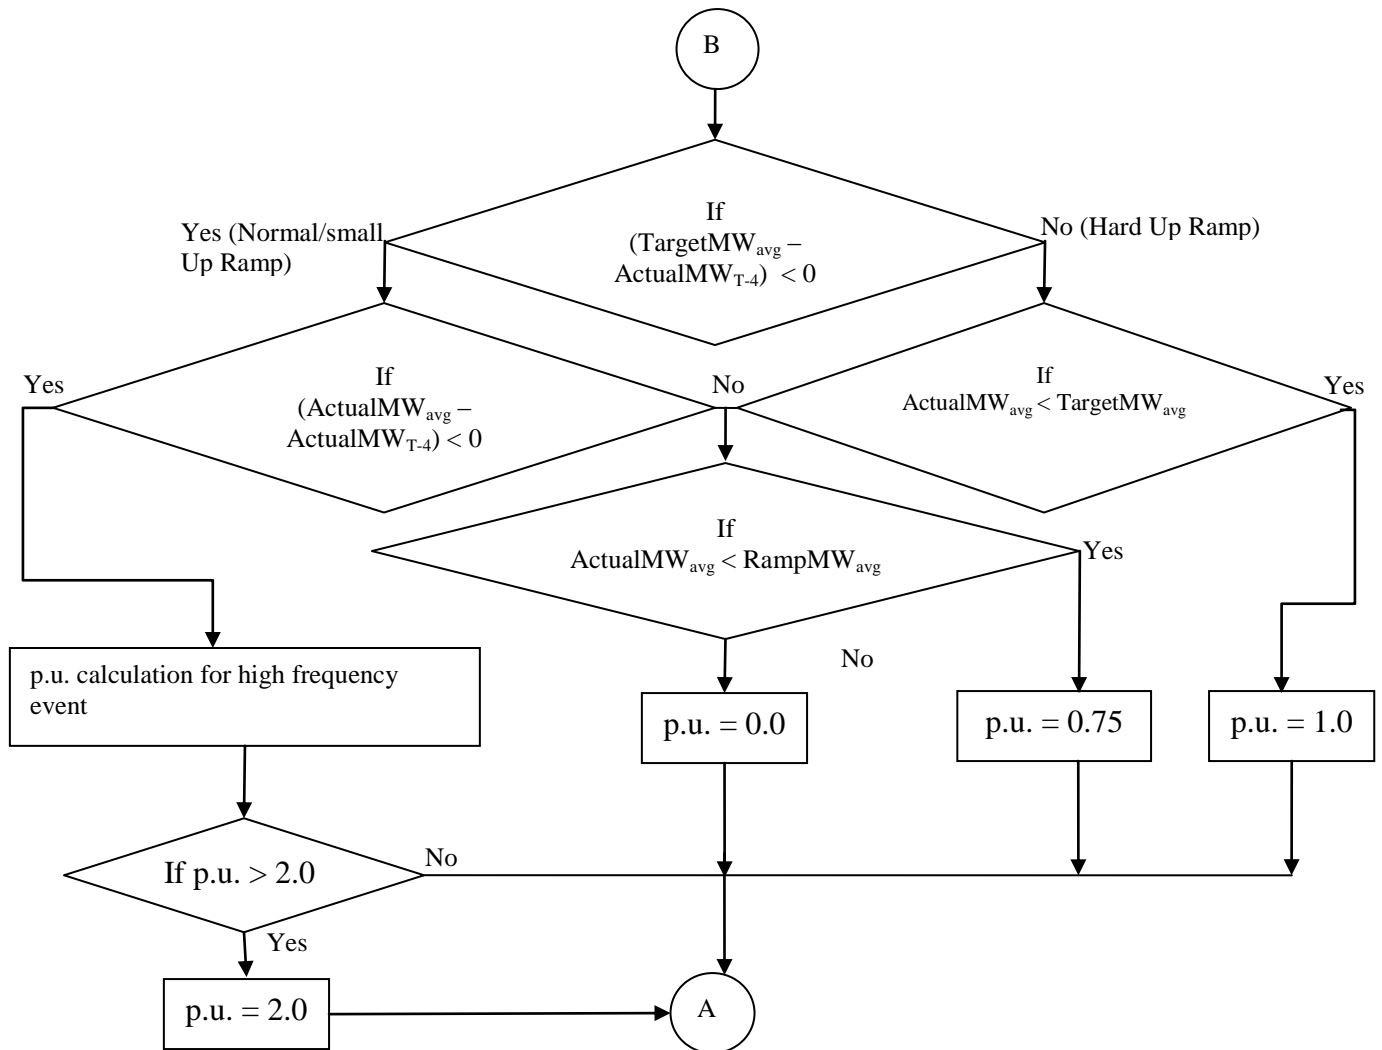 B
If
(TargetMWavg –
ActualMWT-4) < 0
Yes (Normal/small
Up Ramp)
No (Hard Up Ramp)
Yes
If
(ActualMWavg –
ActualMWT-4) < 0
No
If
ActualMWavg < TargetMWavg
Yes
If
ActualMWavg < RampMWavg
Yes
No
p.u. calculation for high frequency
event
p.u. = 0.0
p.u. = 0.75
p.u. = 1.0
If p.u. > 2.0
No
Yes
p.u. = 2.0
A